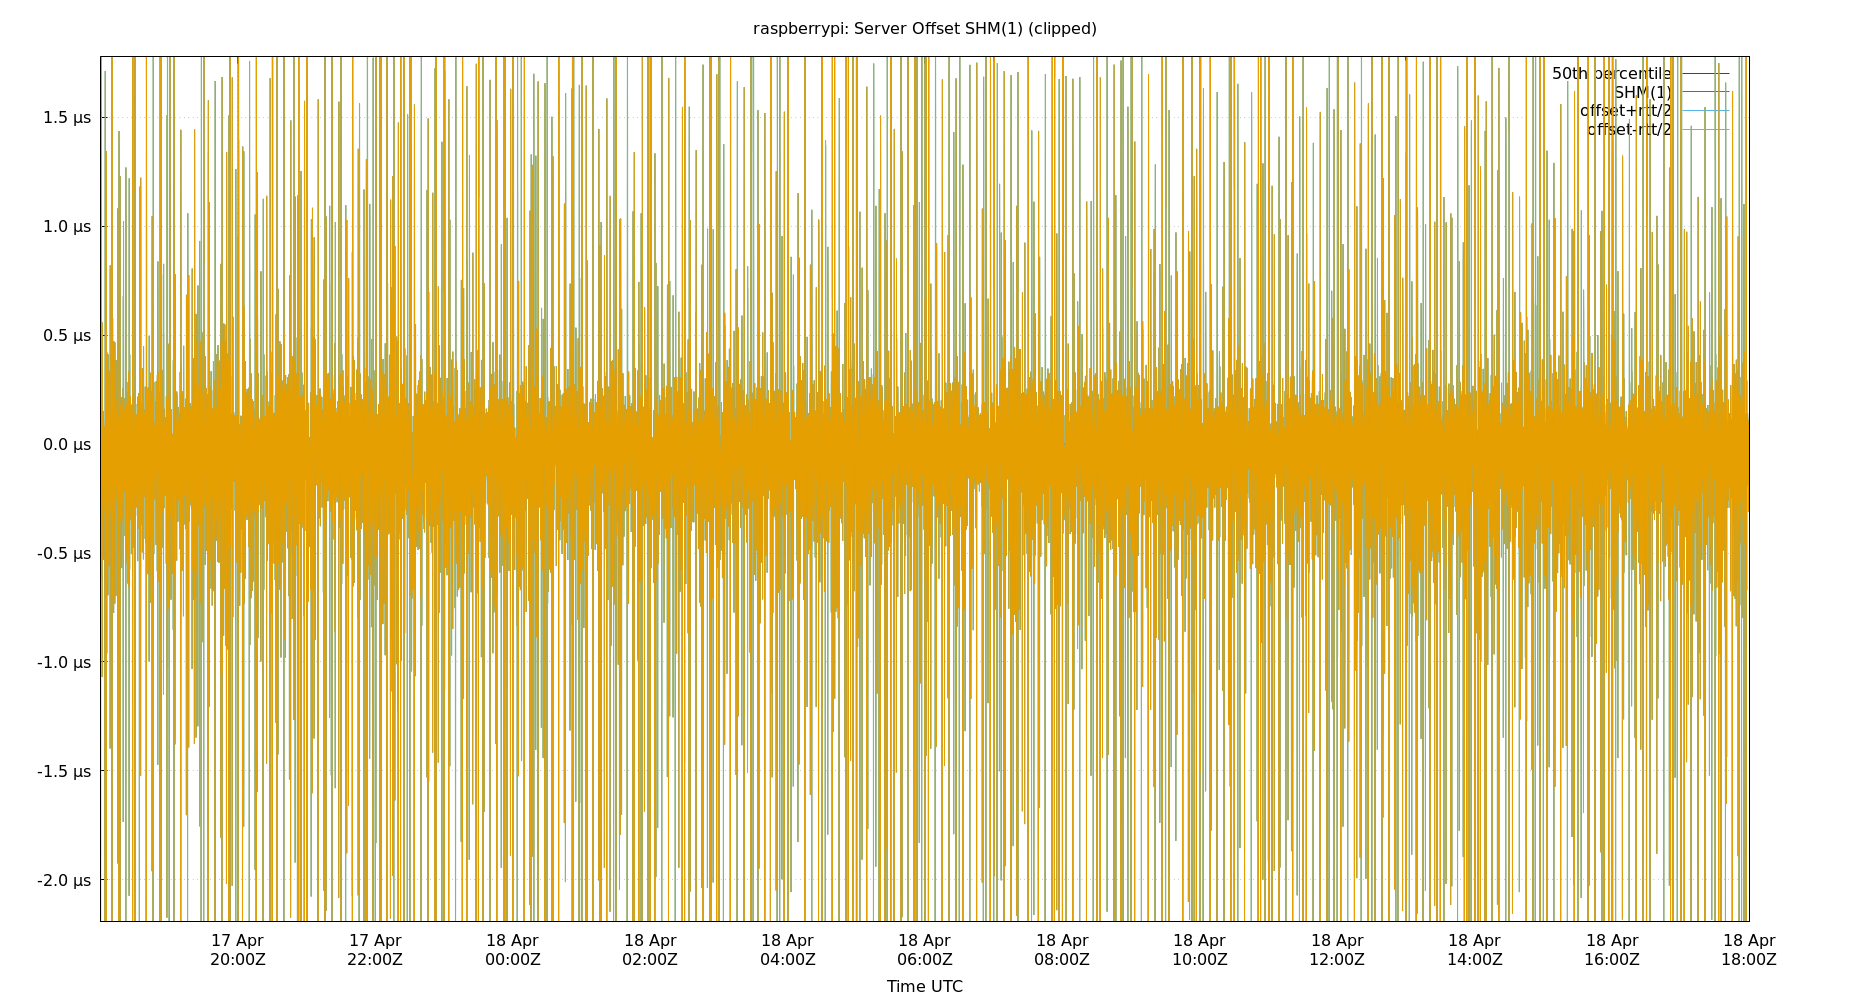 raspberrypi: Server Offset SHM(1) (clipped)
50th percentile
SHM(1)
offset+rtt/2
offset-rtt/2
1.5 µs
1.0 µs
0.5 µs
0.0 µs
-0.5 µs
-1.0 µs
-1.5 µs
-2.0 µs
17 Apr 17 Apr 18 Apr 18 Apr 18 Apr 18 Apr 18 Apr 18 Apr 18 Apr 18 Apr 18 Apr 18 Apr
20:00Z 22:00Z 00:00Z 02:00Z 04:00Z 06:00Z 08:00Z 10:00Z 12:00Z 14:00Z 16:00Z 18:00Z
Time UTC